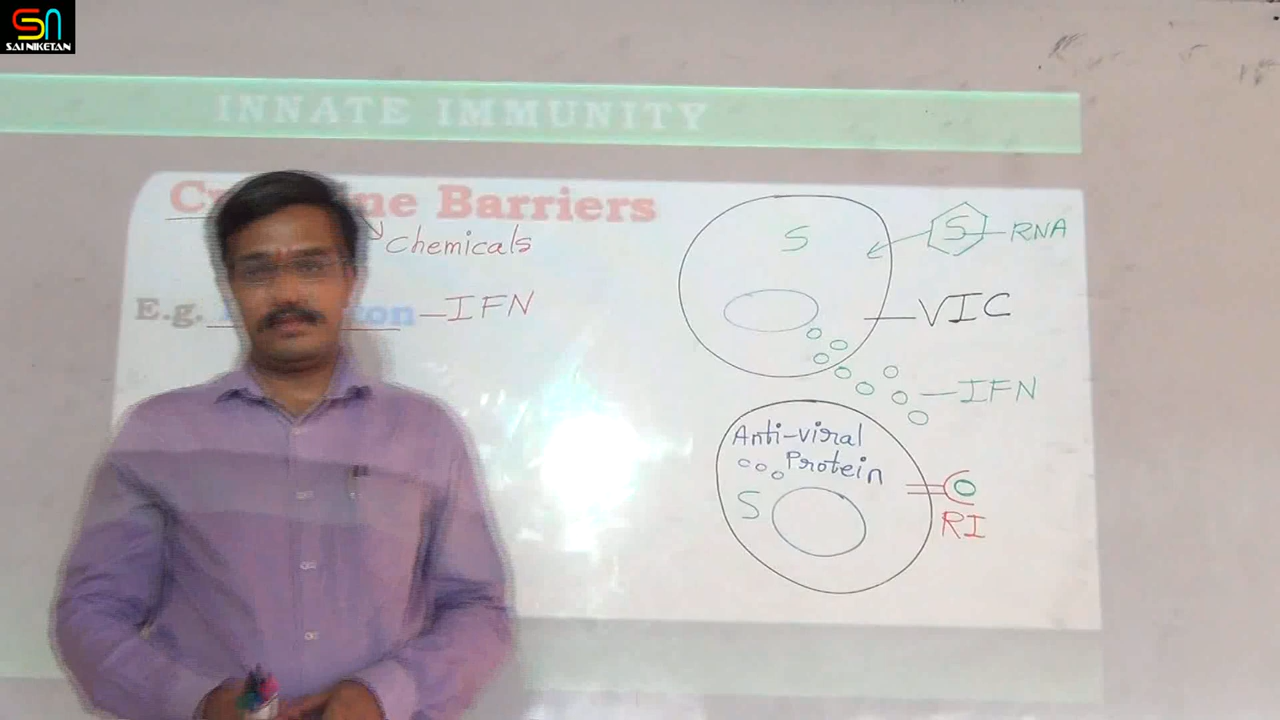 SN
SAI NIKETAN
INNATE IMMUNITY
Barriers
Chemicals
E.g.
IFN
S
S
RNA
VIC
IFN
Anti-viral
Protein
S
RI